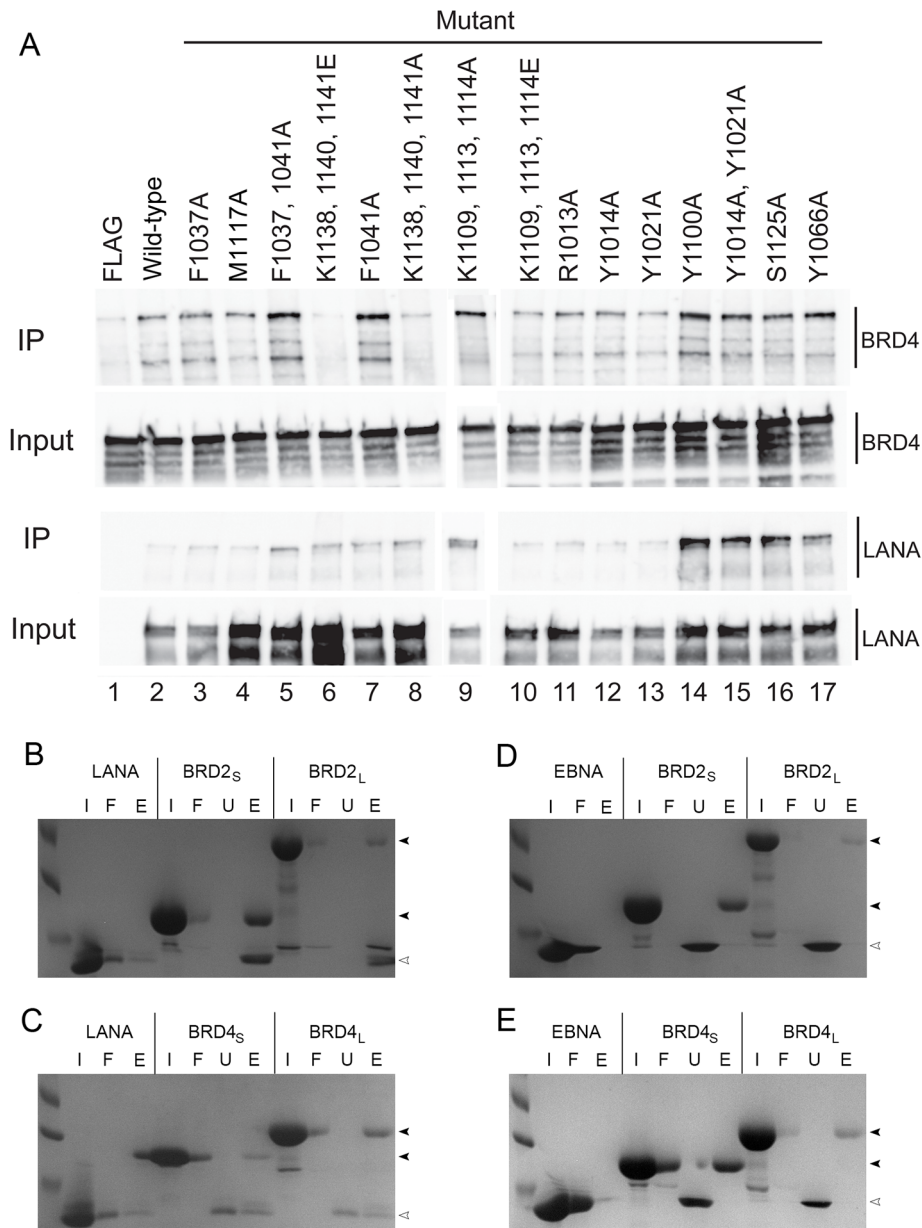 A
Mutant
FLAG
Wild-type
F1037A
M1117A
F1037, 1041A
K1138, 1140, 1141E
F1041A
K1138, 1140, 1141A
K1109, 1113, 1114A
K1109, 1113, 1114E
R1013A
Y1014A
Y1021A
Y1100A
Y1014A, Y1021A
S1125A
Y1066A
IP BRD4
Input BRD4
IP LANA
Input LANA
1 2 3 4 5 6 7 8 9 10 11 12 13 14 15 16 17
B
LANA BRD2S BRD2L
I F E I F U E I F U E
D
EBNA BRD2S BRD2L
I F E I F U E I F U E
C
LANA BRD4S BRD4L
I F E I F U E I F U E
E
EBNA BRD4S BRD4L
I F E I F U E I F U E